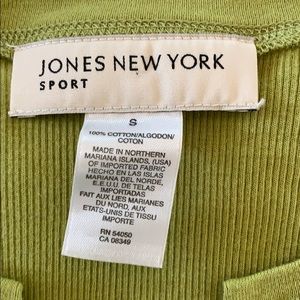 JONES NEW YORK
SPORT
S
100% COTTON/ALGODON/
COTON
MADE IN NORTHERN
MARIANA ISLANDS, (USA)
OF IMPORTED FABRIC
HECHO EN LAS ISLAS
MARIANA DEL NORDE,
E.E.U.U. DE TELAS
IMPORTADAS
FAIT AUX LIES MARIANES
DU NORD, AUX
ETATS-UNIS DE TISSU
IMPORTE
RN 54050
CA 08349